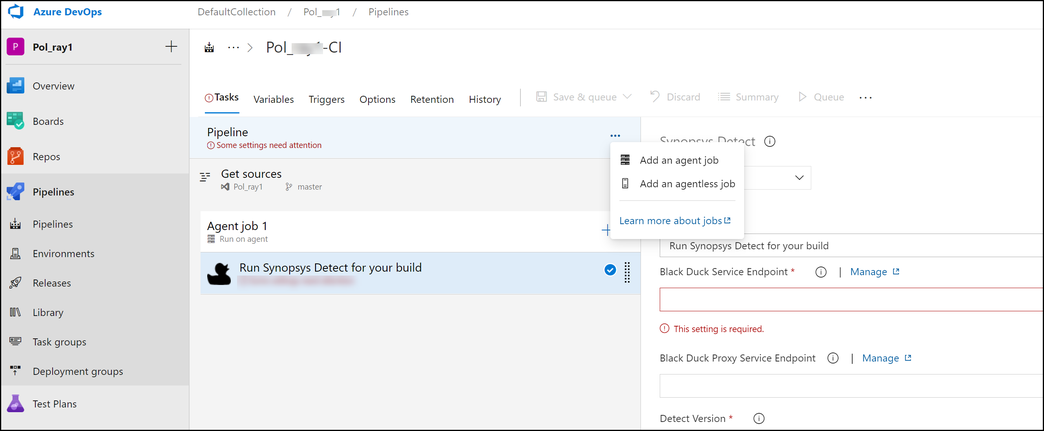 Azure DevOps
DefaultCollection / Pol_ y1 / Pipelines
P Pol_ray1 +
Pol_ y1-CI
Overview
Boards
Repos
Pipelines
Pipelines
Environments
Releases
Library
Task groups
Deployment groups
Test Plans
Tasks Variables Triggers Options Retention History Save & queue Discard Summary Queue ...
Pipeline
Some settings need attention
Get sources
Pol_ray1 master
Agent job 1
Run on agent
Run Synopsys Detect for your build
Add an agent job
Add an agentless job
Learn more about jobs
Synopsys Detect
Run Synopsys Detect for your build
Black Duck Service Endpoint * | Manage
This setting is required.
Black Duck Proxy Service Endpoint | Manage
Detect Version *